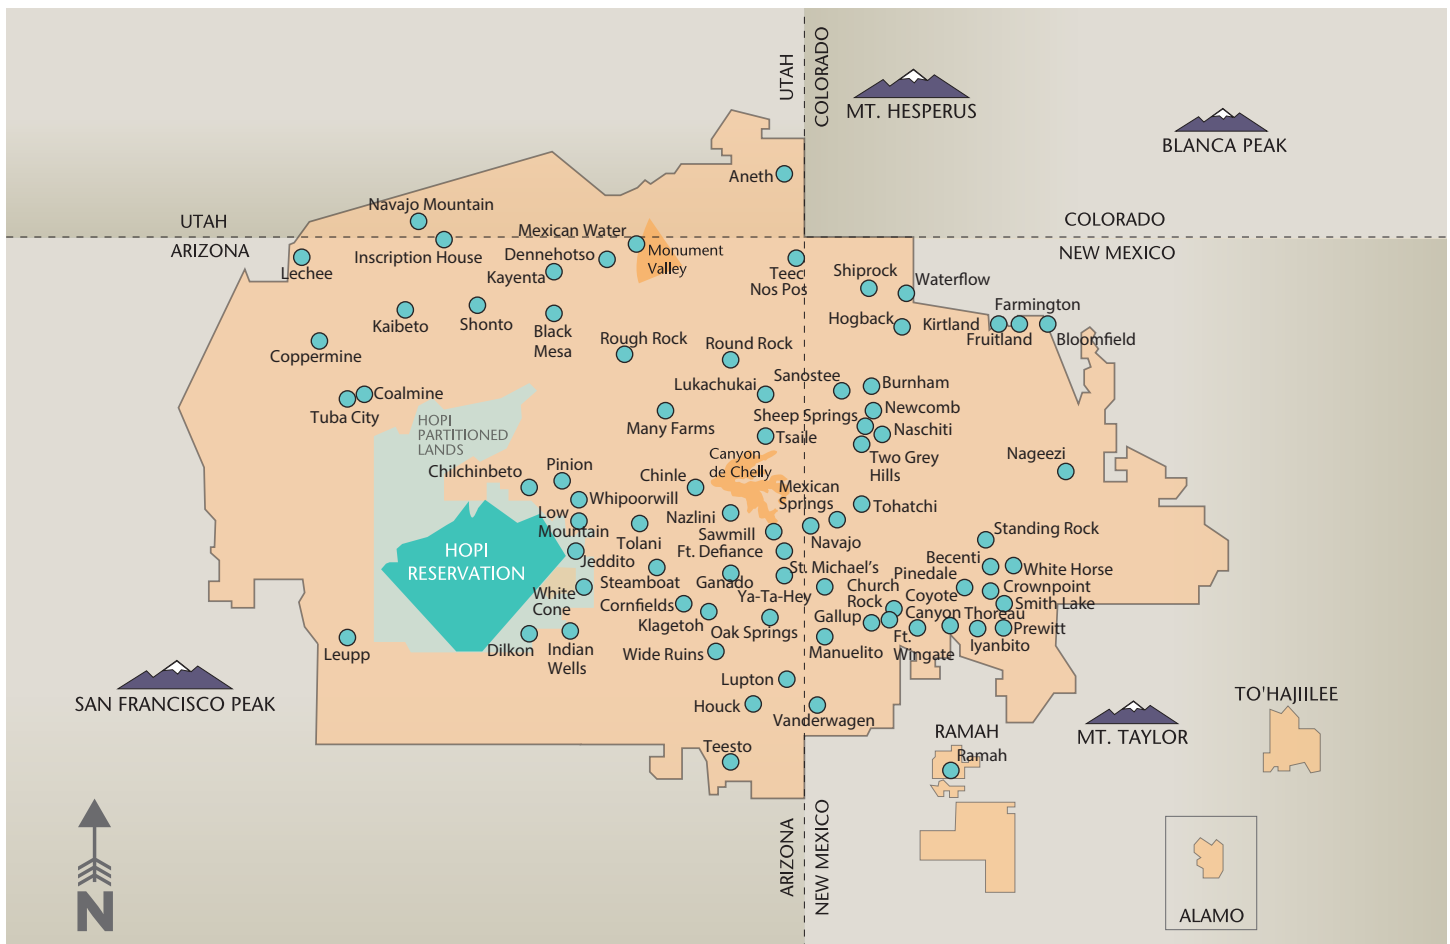 UTAH
COLORADO
MT. HESPERUS
BLANCA PEAK
Aneth
Navajo Mountain
UTAH
ARIZONA
COLORADO
NEW MEXICO
Mexican Water
Inscription House
Dennehotso
Monument
Valley
Lechee
Kayenta
Teec
Nos Pos
Shiprock
Waterflow
Kaibeto
Shonto
Black
Mesa
Hogback
Kirtland
Farmington
Fruitland
Bloomfield
Coppermine
Rough Rock
Round Rock
Lukachukai
Sanostee
Burnham
Coalmine
Tuba City
HOPI
PARTITIONED
LANDS
Many Farms
Sheep Springs
Newcomb
Naschiti
Tsaile
Two Grey
Hills
Nageezi
Canyon
de Chelly
Chilchinbeto
Pinion
Chinle
Mexican
Springs
Whipoorwill
Tohatchi
Low
Mountain
Nazlini
Tolani
Sawmill
Navajo
Standing Rock
HOPI
RESERVATION
Jeddito
Ft. Defiance
Becenti
White Horse
Steamboat
Ganado
St. Michael's
Pinedale
Crownpoint
White
Cone
Ya-Ta-Hey
Church
Rock
Coyote
Canyon
Smith Lake
Cornfields
Klagetoh
Oak Springs
Gallup
Thoreau
Prewitt
Leupp
Dilkon
Indian
Wells
Wide Ruins
Manuelito
Ft.
Wingate
Iyanbito
Lupton
SAN FRANCISCO PEAK
Houck
Vanderwagen
TO'HAJIILEE
MT. TAYLOR
RAMAH
Ramah
Teesto
ARIZONA
NEW MEXICO
N
ALAMO